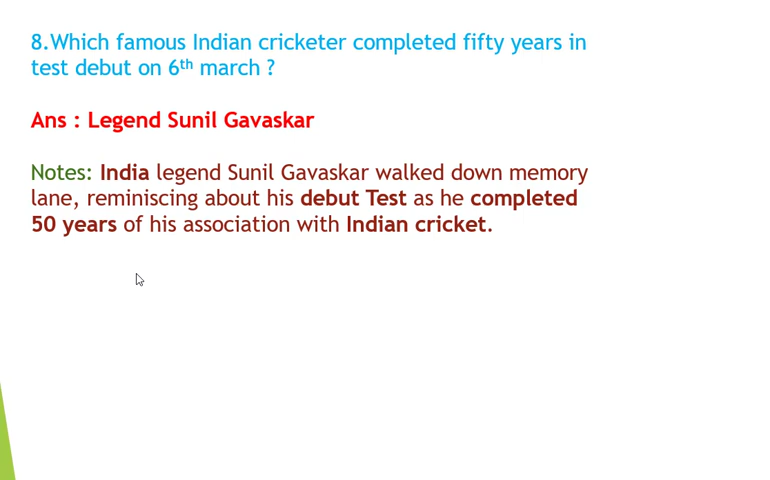 8.Which famous Indian cricketer completed fifty years in
test debut on 6th march ?
Ans : Legend Sunil Gavaskar
Notes: India legend Sunil Gavaskar walked down memory
lane, reminiscing about his debut Test as he completed
50 years of his association with Indian cricket.